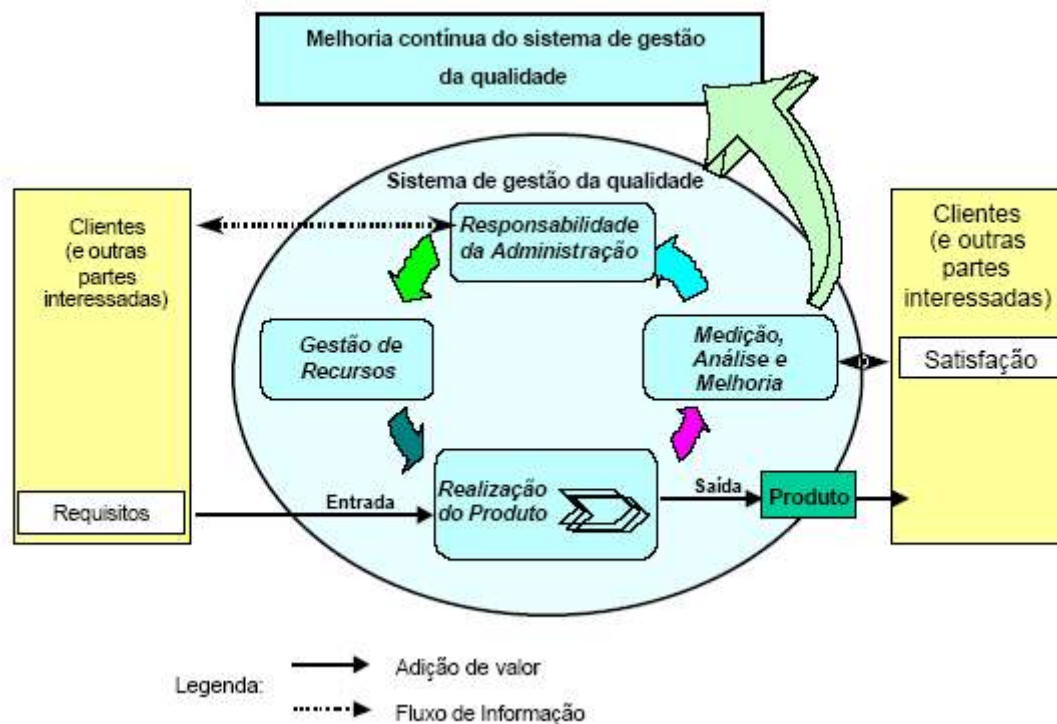 Melhoria contínua do sistema de gestão
da qualidade
Sistema de gestão da qualidade
Clientes
(e outras
partes
interessadas)
Responsabilidade
da Administração
Clientes
(e outras
partes
interessadas)
Gestão de
Recursos
Medição,
Análise e
Melhoria
Satisfação
Requisitos
Entrada
Realização
do Produto
Saída
Produto
Legenda:
Adição de valor
Fluxo de Informação